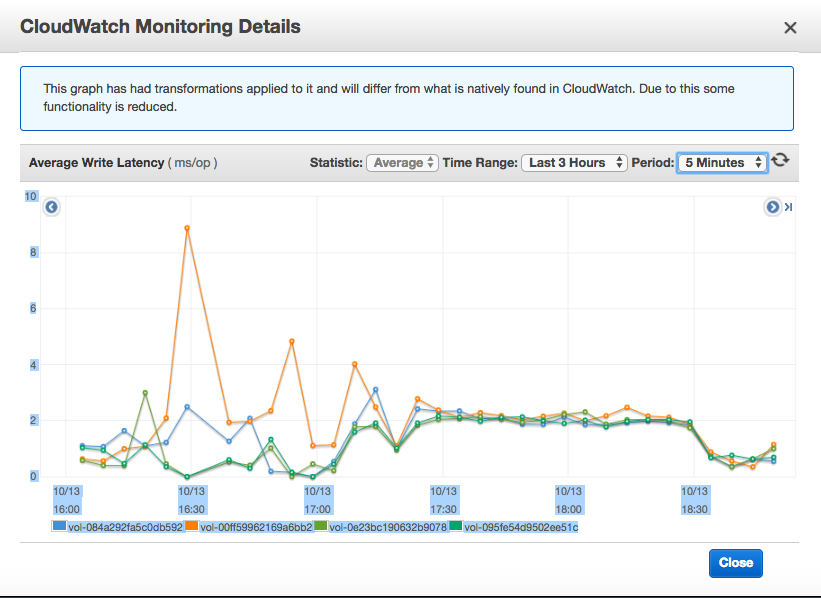 CloudWatch Monitoring Details
This graph has had transformations applied to it and will differ from what is natively found in CloudWatch. Due to this some
functionality is reduced.
Average Write Latency ( ms/op ) Statistic: Average Time Range: Last 3 Hours Period: 5 Minutes
10
8
6
4
2
0
10/13 10/13 10/13 10/13 10/13 10/13
16:00 16:30 17:00 17:30 18:00 18:30
vol-084a292fa5c0db592 vol-00ff59962169a6bb2 vol-0e23bc190632b9078 vol-095fe54d9502ee51c
Close